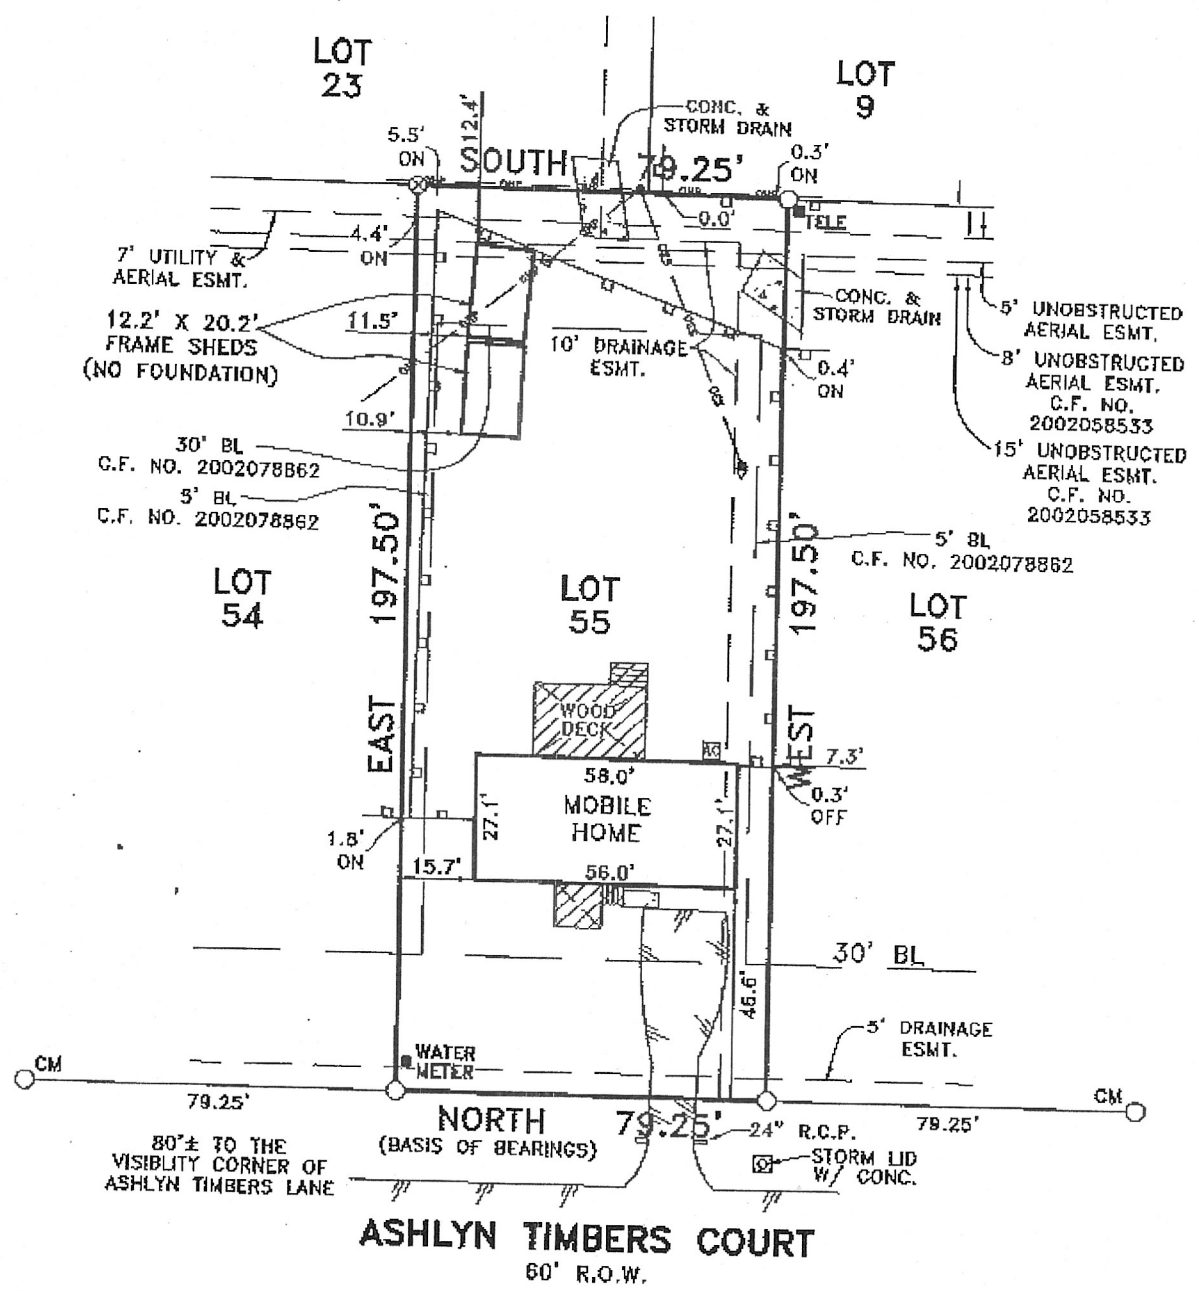 LOT
23
LOT
9
CONC. &
STORM DRAIN
12.4'
5.5'
ON
SOUTH 79.25'
0.3'
ON
TELE
0.0'
4.4'
ON
7' UTILITY &
AERIAL ESMT.
CONC. &
STORM DRAIN
5' UNOBSTRUCTED
AERIAL ESMT.
12.2' X 20.2'
FRAME SHEDS
(NO FOUNDATION)
11.5'
10' DRAINAGE
ESMT.
0.4'
ON
8' UNOBSTRUCTED
AERIAL ESMT.
C.F. NO.
2002058533
10.9'
30' BL
C.F. NO. 2002078862
15' UNOBSTRUCTED
AERIAL ESMT.
C.F. NO.
2002058533
5' BL
C.F. NO. 2002078862
5' BL
C.F. NO. 2002078862
EAST 197.50'
WEST 197.50'
LOT
54
LOT
55
LOT
56
WOOD
DECK
AC
7.3'
58.0'
MOBILE
HOME
27.1'
27.1'
0.3'
OFF
1.8'
ON
15.7'
56.0'
30' BL
46.6'
5' DRAINAGE
ESMT.
WATER
METER
CM
CM
79.25'
NORTH 79.25'
79.25'
(BASIS OF BEARINGS)
24" R.C.P.
80'± TO THE
VISIBLITY CORNER OF
ASHLYN TIMBERS LANE
STORM LID
W/ CONC.
ASHLYN TIMBERS COURT
60' R.O.W.